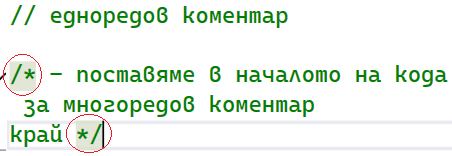 // едноредов коментар
/* – поставяме в началото на кода
за многоредов коментар
край */